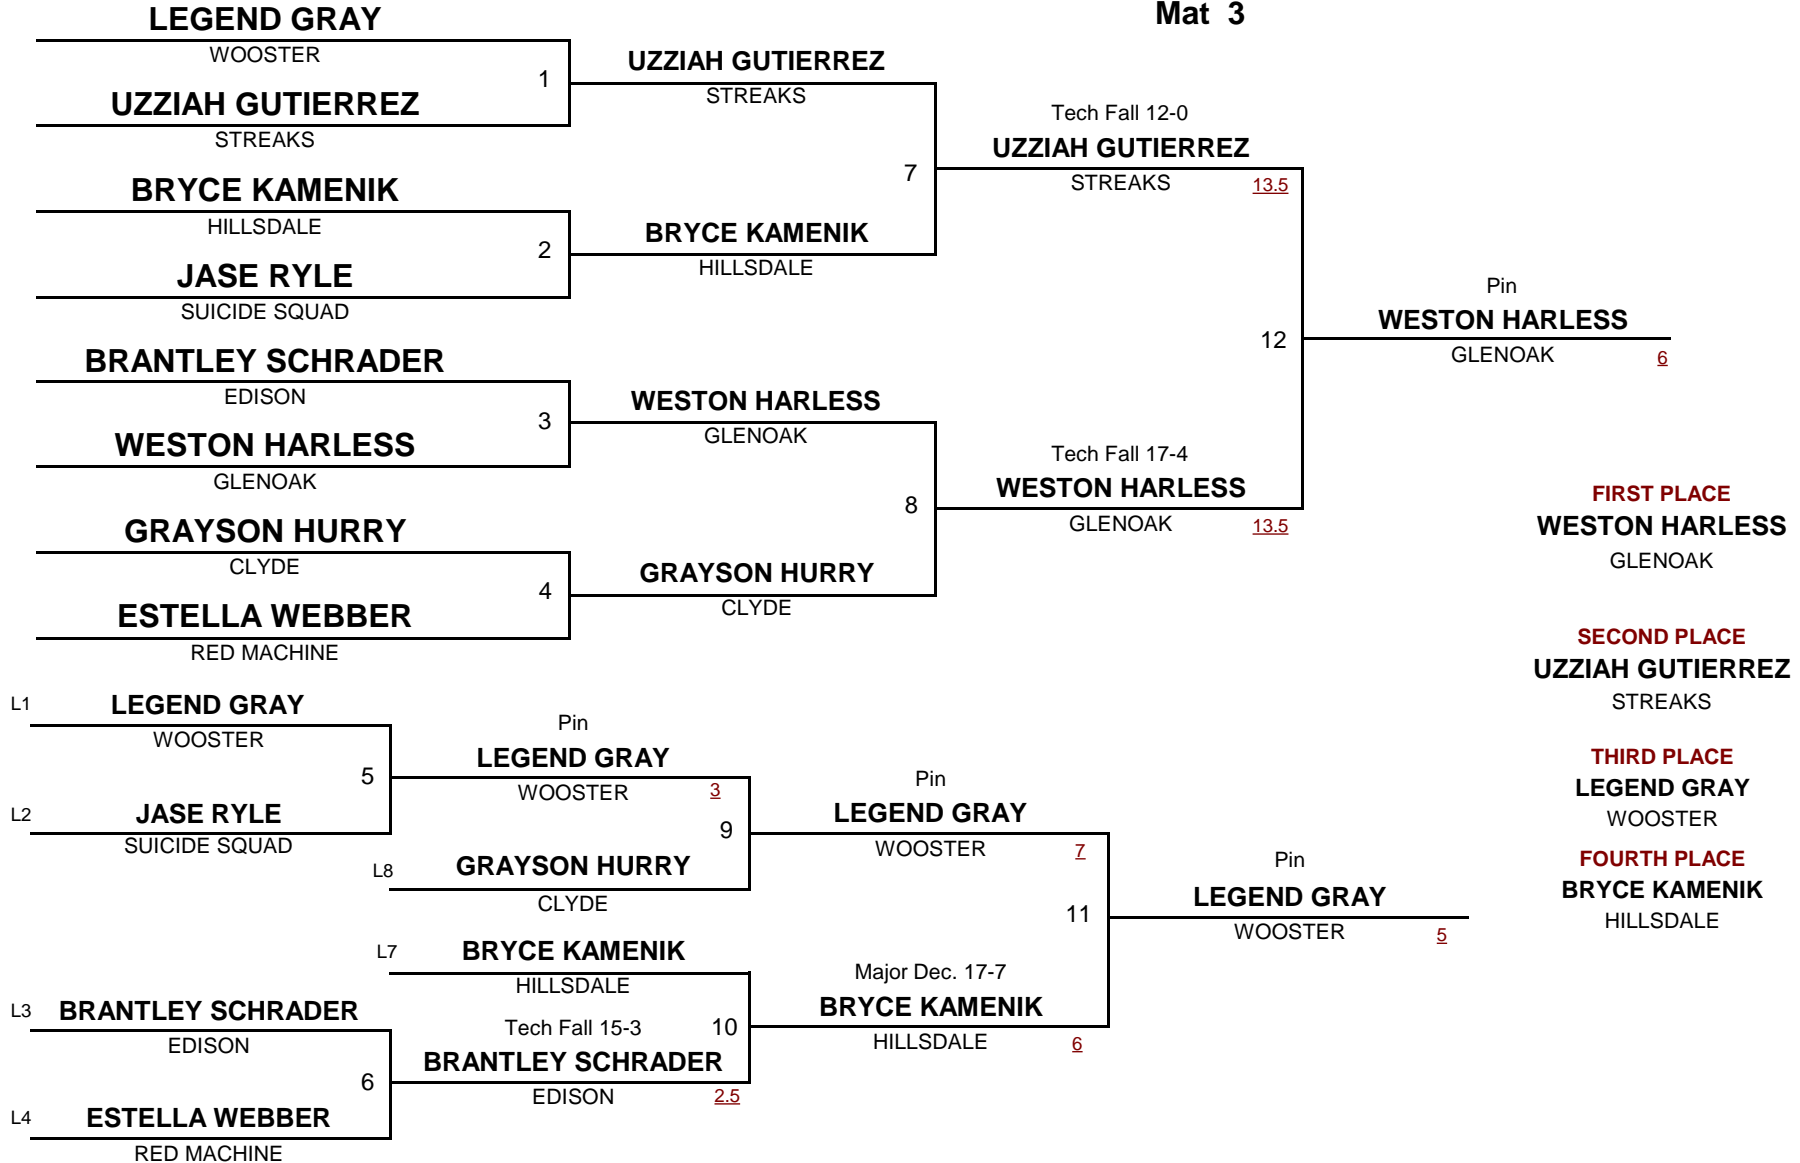 Mat 3
LEGEND GRAY
WOOSTER
1
UZZIAH GUTIERREZ
STREAKS
BRYCE KAMENIK
HILLSDALE
2
JASE RYLE
SUICIDE SQUAD
BRANTLEY SCHRADER
EDISON
3
WESTON HARLESS
GLENOAK
GRAYSON HURRY
CLYDE
4
ESTELLA WEBBER
RED MACHINE
UZZIAH GUTIERREZ
STREAKS
7
BRYCE KAMENIK
HILLSDALE
WESTON HARLESS
GLENOAK
8
GRAYSON HURRY
CLYDE
Tech Fall 12-0
UZZIAH GUTIERREZ
STREAKS 13.5
12
Tech Fall 17-4
WESTON HARLESS
GLENOAK 13.5
Pin
WESTON HARLESS
GLENOAK 6
FIRST PLACE
WESTON HARLESS
GLENOAK
SECOND PLACE
UZZIAH GUTIERREZ
STREAKS
THIRD PLACE
LEGEND GRAY
WOOSTER
FOURTH PLACE
BRYCE KAMENIK
HILLSDALE
L1 LEGEND GRAY
WOOSTER
5
L2 JASE RYLE
SUICIDE SQUAD
L3 BRANTLEY SCHRADER
EDISON
6
L4 ESTELLA WEBBER
RED MACHINE
Pin
LEGEND GRAY
WOOSTER 3
9
L8 GRAYSON HURRY
CLYDE
L7 BRYCE KAMENIK
HILLSDALE
Tech Fall 15-3 10
BRANTLEY SCHRADER
EDISON 2.5
Pin
LEGEND GRAY
WOOSTER 7
11
Major Dec. 17-7
BRYCE KAMENIK
HILLSDALE 6
Pin
LEGEND GRAY
WOOSTER 5